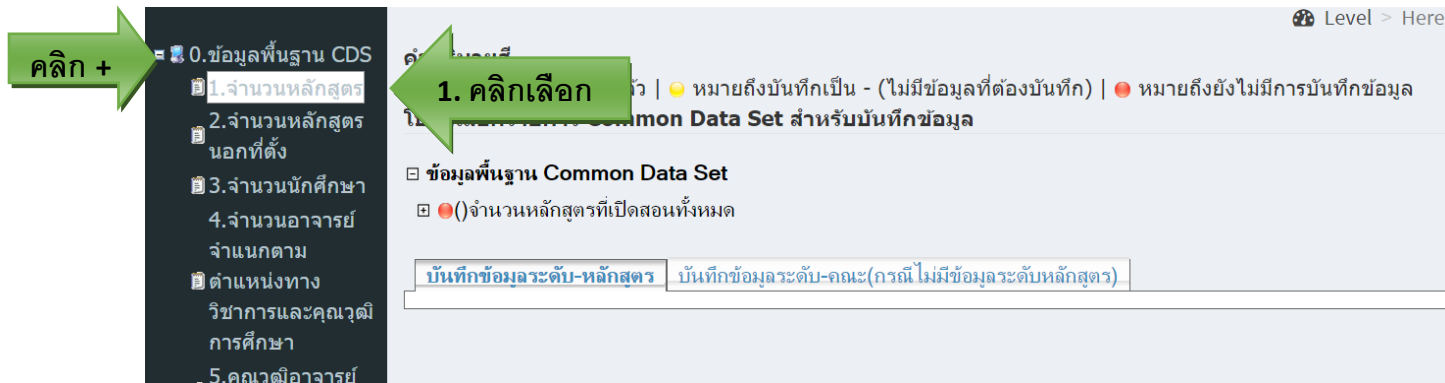 Level > Here
คลิก +
0.ข้อมูลพื้นฐาน CDS
1.จำนวนหลักสูตร
2.จำนวนหลักสูตร
นอกที่ตั้ง
3.จำนวนนักศึกษา
4.จำนวนอาจารย์
จำแนกตาม
ตำแหน่งทาง
วิชาการและคุณวุฒิ
การศึกษา
5.คุณวุฒิอาจารย์
1. คลิกเลือก
| หมายถึงบันทึกเป็น - (ไม่มีข้อมูลที่ต้องบันทึก) | หมายถึงยังไม่มีการบันทึกข้อมูล
Common Data Set สำหรับบันทึกข้อมูล
ข้อมูลพื้นฐาน Common Data Set
()จำนวนหลักสูตรที่เปิดสอนทั้งหมด
บันทึกข้อมูลระดับ-หลักสูตร บันทึกข้อมูลระดับ-คณะ(กรณีไม่มีข้อมูลระดับหลักสูตร)